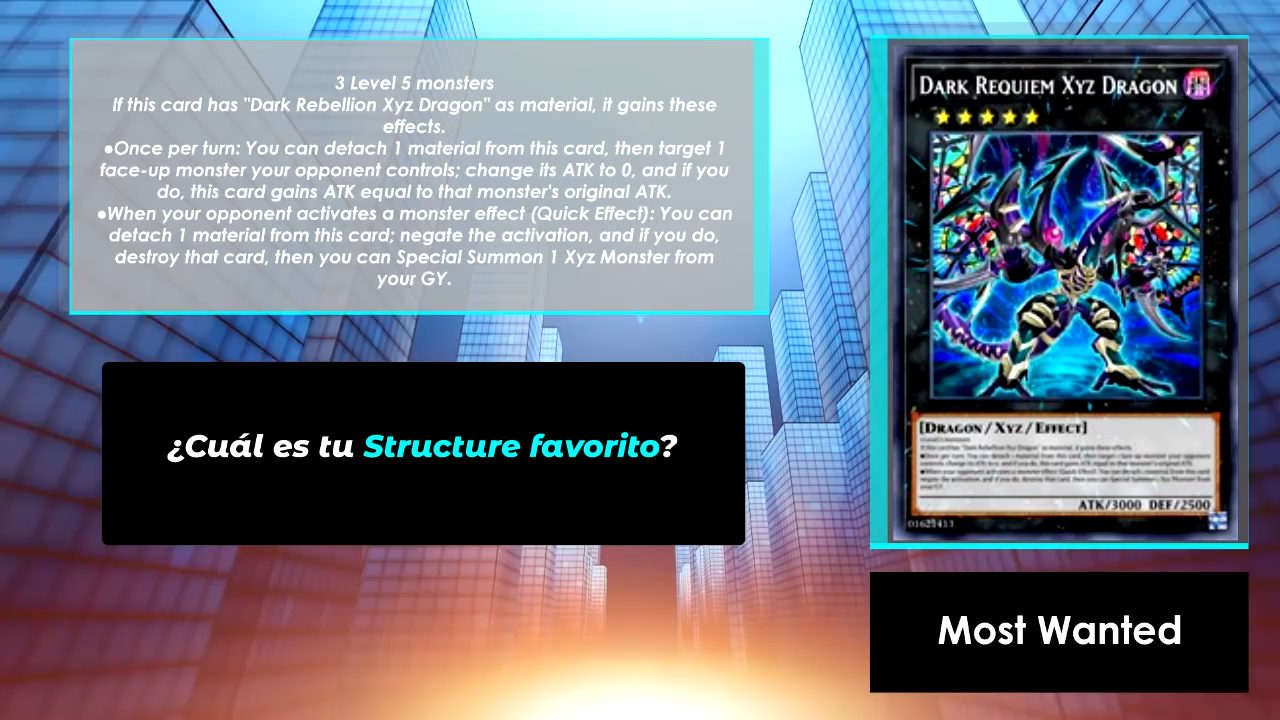 3 Level 5 monsters
If this card has "Dark Rebellion Xyz Dragon" as material, it gains these
effects.
●Once per turn: You can detach 1 material from this card, then target 1
face-up monster your opponent controls; change its ATK to 0, and if you
do, this card gains ATK equal to that monster's original ATK.
●When your opponent activates a monster effect (Quick Effect): You can
detach 1 material from this card; negate the activation, and if you do,
destroy that card, then you can Special Summon 1 Xyz Monster from
your GY.
¿Cuál es tu Structure favorito?
Dark Requiem Xyz Dragon
[Dragon / Xyz / Effect]
ATK/3000 DEF/2500
Most Wanted